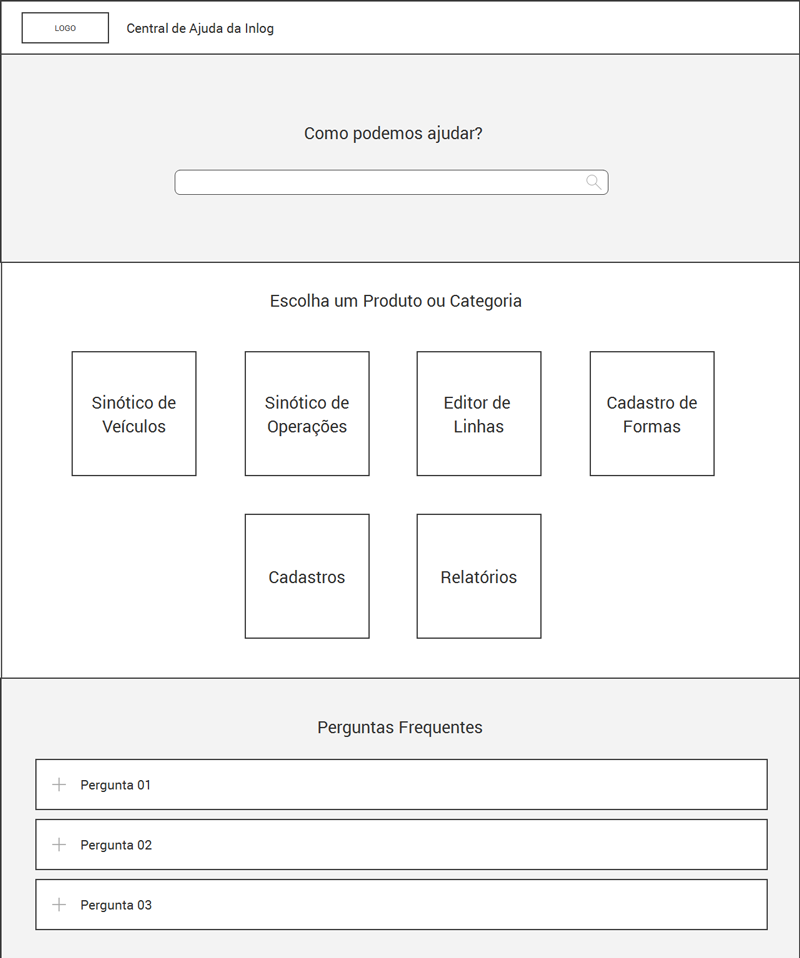 LOGO
Central de Ajuda da Inlog
Como podemos ajudar?
Escolha um Produto ou Categoria
Sinótico de
Veículos
Sinótico de
Operações
Editor de
Linhas
Cadastro de
Formas
Cadastros
Relatórios
Perguntas Frequentes
Pergunta 01
Pergunta 02
Pergunta 03